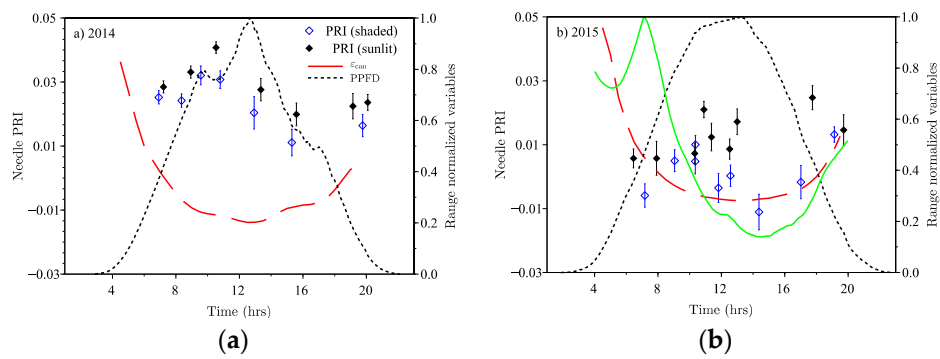 a) 2014
PRI (shaded)
PRI (sunlit)
εcan
PPFD
0.05
0.03
0.01
−0.01
−0.03
Needle PRI
1.0
0.8
0.6
0.4
0.2
0.0
Range normalized variables
4 8 12 16 20
Time (hrs)
(a)
b) 2015
0.05
0.03
0.01
−0.01
−0.03
Needle PRI
1.0
0.8
0.6
0.4
0.2
0.0
Range normalized variables
4 8 12 16 20
Time (hrs)
(b)